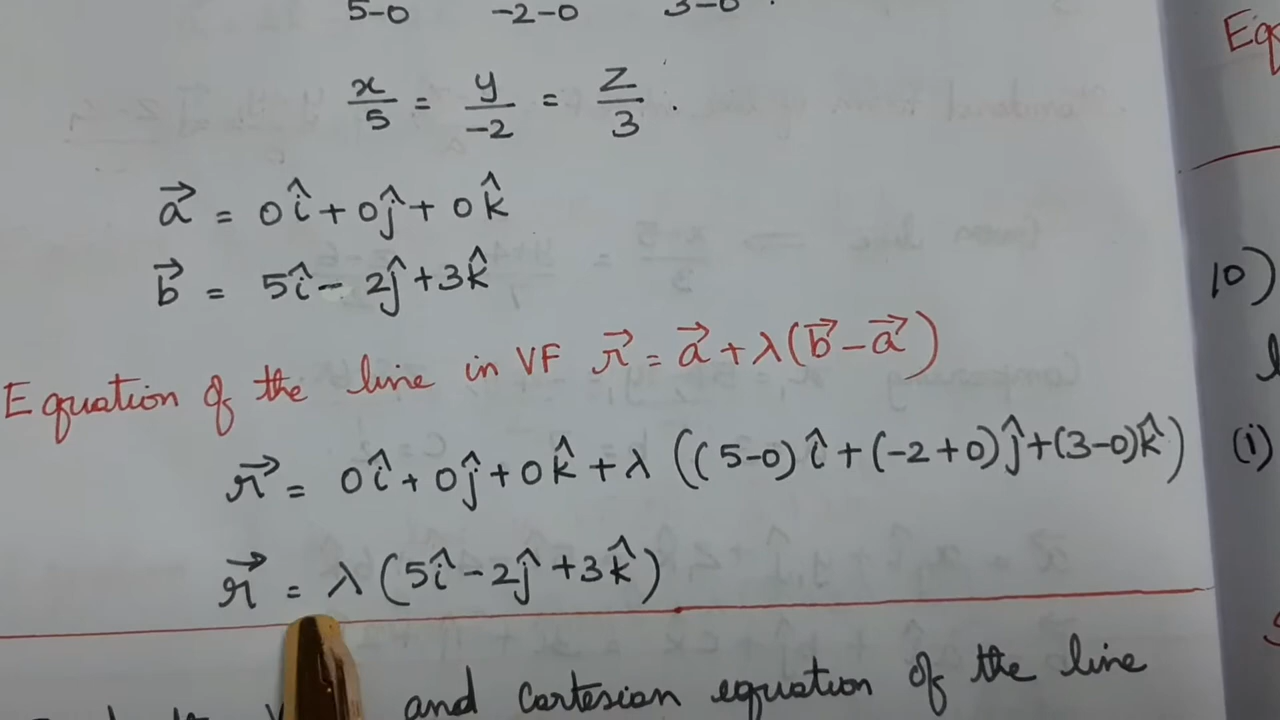 5-0 -2-0 3-0
x/5 = y/-2 = z/3 .
a⃗ = 0î + 0ĵ + 0k̂
b⃗ = 5î - 2ĵ + 3k̂
Equation of the line in VF r⃗ = a⃗ + λ(b⃗ - a⃗)
r⃗ = 0î + 0ĵ + 0k̂ + λ ((5-0)î + (-2+0)ĵ + (3-0)k̂)
r⃗ = λ (5î - 2ĵ + 3k̂)
and cartesian equation of the line
10)
(i)